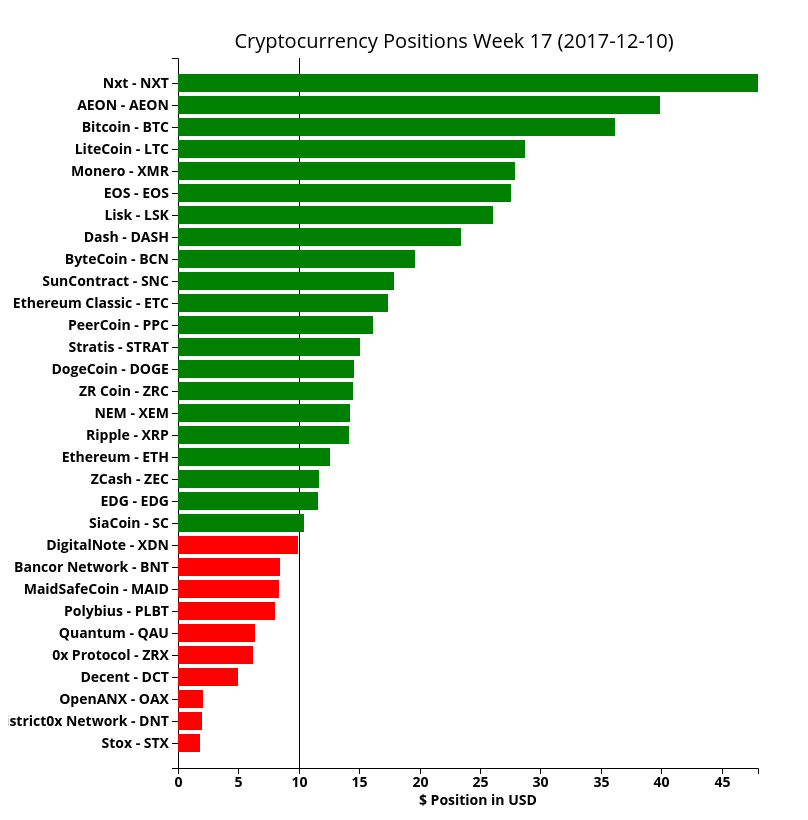 Cryptocurrency Positions Week 17 (2017-12-10)
Nxt - NXT
AEON - AEON
Bitcoin - BTC
LiteCoin - LTC
Monero - XMR
EOS - EOS
Lisk - LSK
Dash - DASH
ByteCoin - BCN
SunContract - SNC
Ethereum Classic - ETC
PeerCoin - PPC
Stratis - STRAT
DogeCoin - DOGE
ZR Coin - ZRC
NEM - XEM
Ripple - XRP
Ethereum - ETH
ZCash - ZEC
EDG - EDG
SiaCoin - SC
DigitalNote - XDN
Bancor Network - BNT
MaidSafeCoin - MAID
Polybius - PLBT
Quantum - QAU
0x Protocol - ZRX
Decent - DCT
OpenANX - OAX
strict0x Network - DNT
Stox - STX
0 5 10 15 20 25 30 35 40 45
$ Position in USD